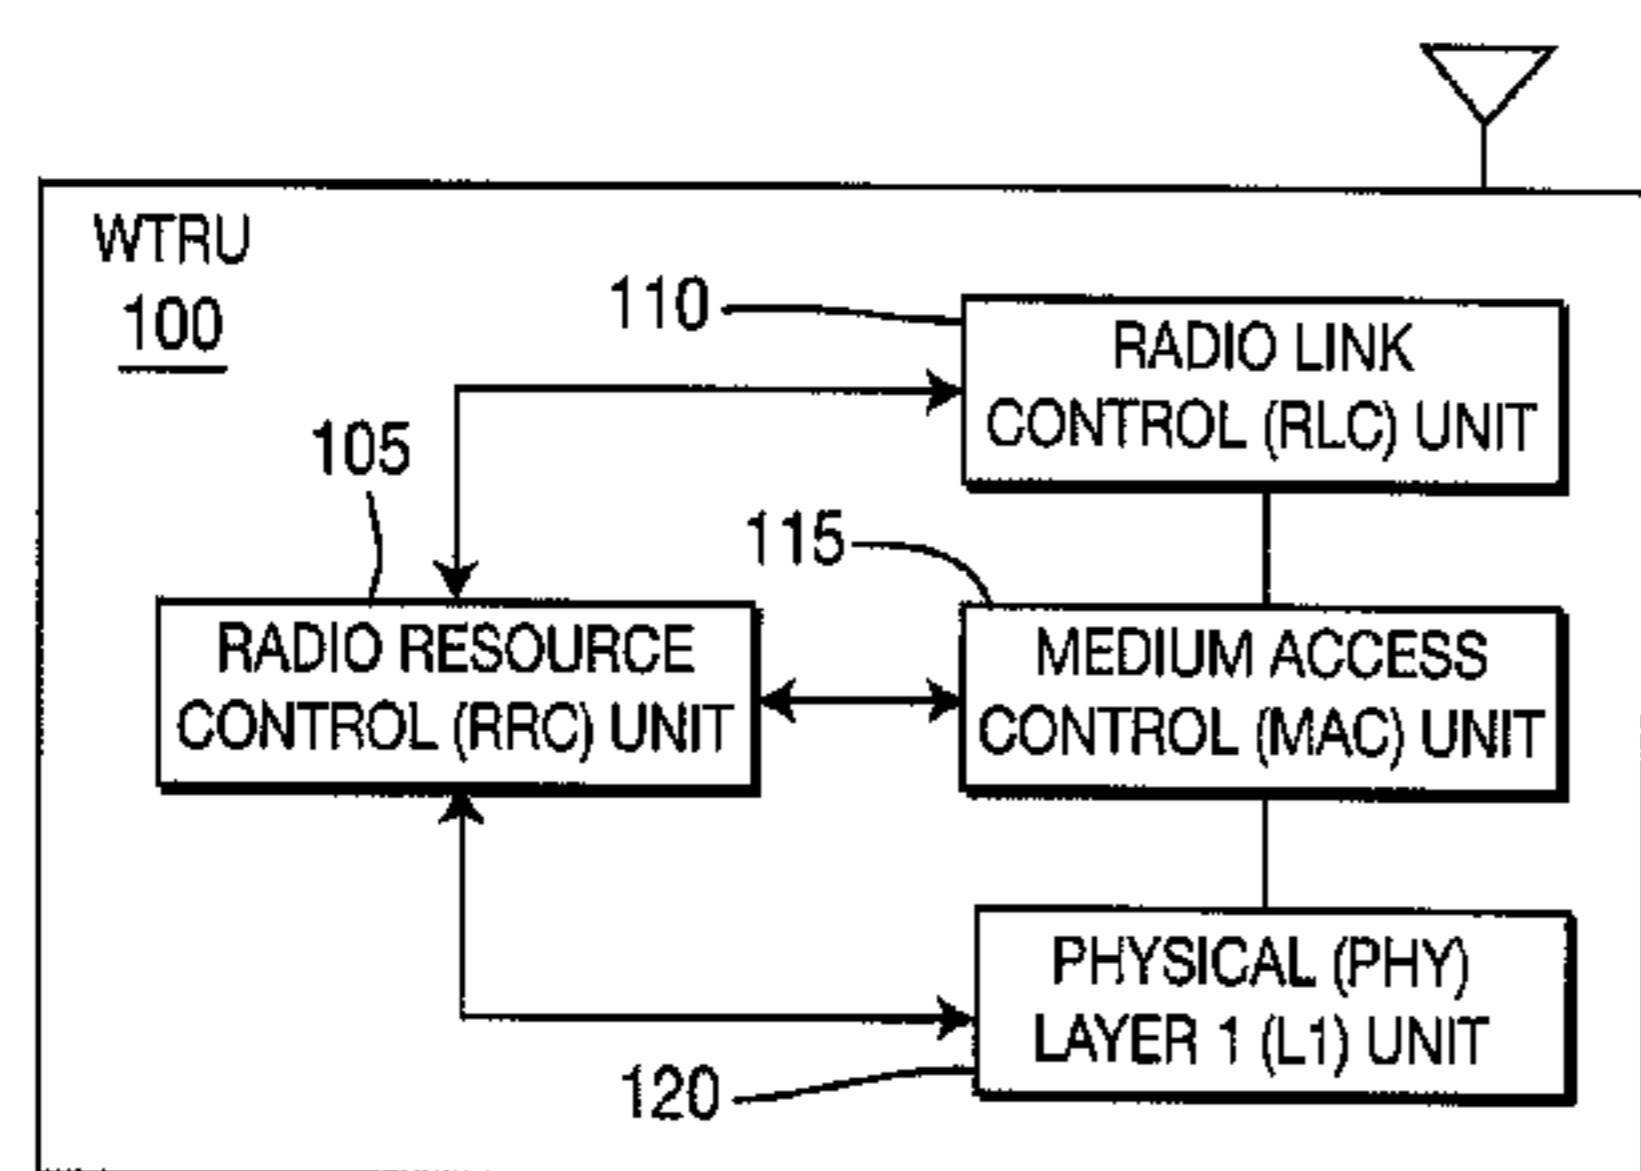 WTRU
100
110
RADIO LINK
CONTROL (RLC) UNIT
105
115
RADIO RESOURCE
CONTROL (RRC) UNIT
MEDIUM ACCESS
CONTROL (MAC) UNIT
PHYSICAL (PHY)
LAYER 1 (L1) UNIT
120